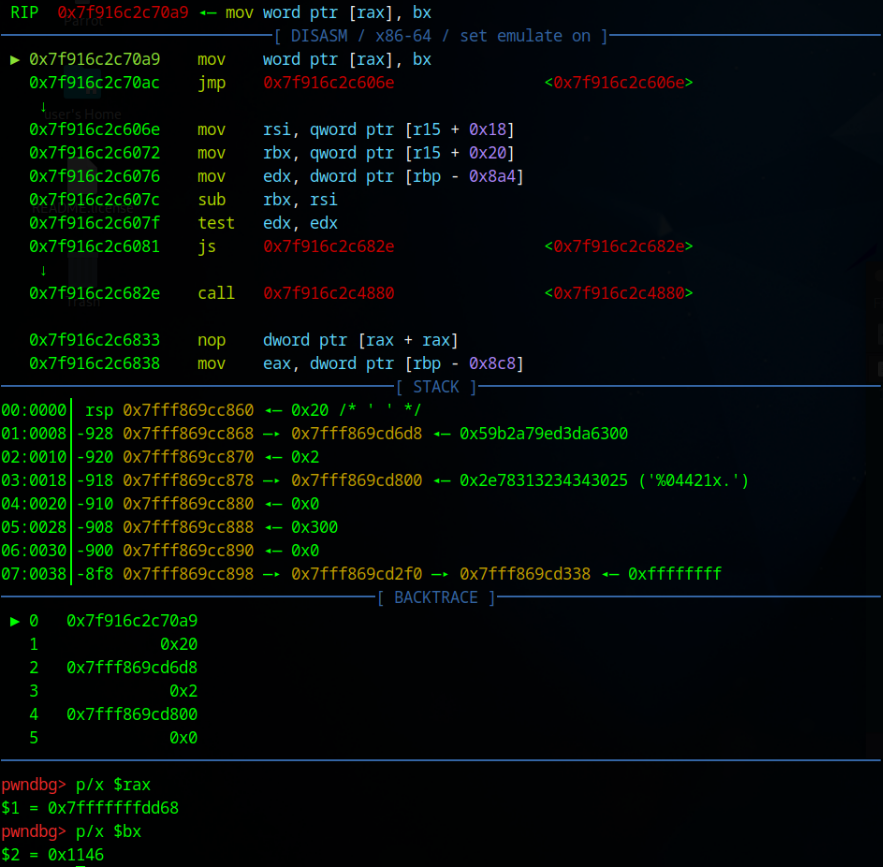 RIP  0x7f916c2c70a9 ◂— mov word ptr [rax], bx
[ DISASM / x86-64 / set emulate on ]
► 0x7f916c2c70a9    mov    word ptr [rax], bx
0x7f916c2c70ac    jmp    0x7f916c2c606e                <0x7f916c2c606e>
↓
0x7f916c2c606e    mov    rsi, qword ptr [r15 + 0x18]
0x7f916c2c6072    mov    rbx, qword ptr [r15 + 0x20]
0x7f916c2c6076    mov    edx, dword ptr [rbp - 0x8a4]
0x7f916c2c607c    sub    rbx, rsi
0x7f916c2c607f    test   edx, edx
0x7f916c2c6081    js     0x7f916c2c682e                <0x7f916c2c682e>
↓
0x7f916c2c682e    call   0x7f916c2c4880                <0x7f916c2c4880>
0x7f916c2c6833    nop    dword ptr [rax + rax]
0x7f916c2c6838    mov    eax, dword ptr [rbp - 0x8c8]
[ STACK ]
00:0000│ rsp 0x7fff869cc860 ◂— 0x20 /* ' ' */
01:0008│-928 0x7fff869cc868 —▸ 0x7fff869cd6d8 ◂— 0x59b2a79ed3da6300
02:0010│-920 0x7fff869cc870 ◂— 0x2
03:0018│-918 0x7fff869cc878 —▸ 0x7fff869cd800 ◂— 0x2e78313234343025 ('%04421x.')
04:0020│-910 0x7fff869cc880 ◂— 0x0
05:0028│-908 0x7fff869cc888 ◂— 0x300
06:0030│-900 0x7fff869cc890 ◂— 0x0
07:0038│-8f8 0x7fff869cc898 —▸ 0x7fff869cd2f0 —▸ 0x7fff869cd338 ◂— 0xffffffff
[ BACKTRACE ]
► 0   0x7f916c2c70a9
1             0x20
2   0x7fff869cd6d8
3              0x2
4   0x7fff869cd800
5              0x0
pwndbg> p/x $rax
$1 = 0x7fffffffdd68
pwndbg> p/x $bx
$2 = 0x1146